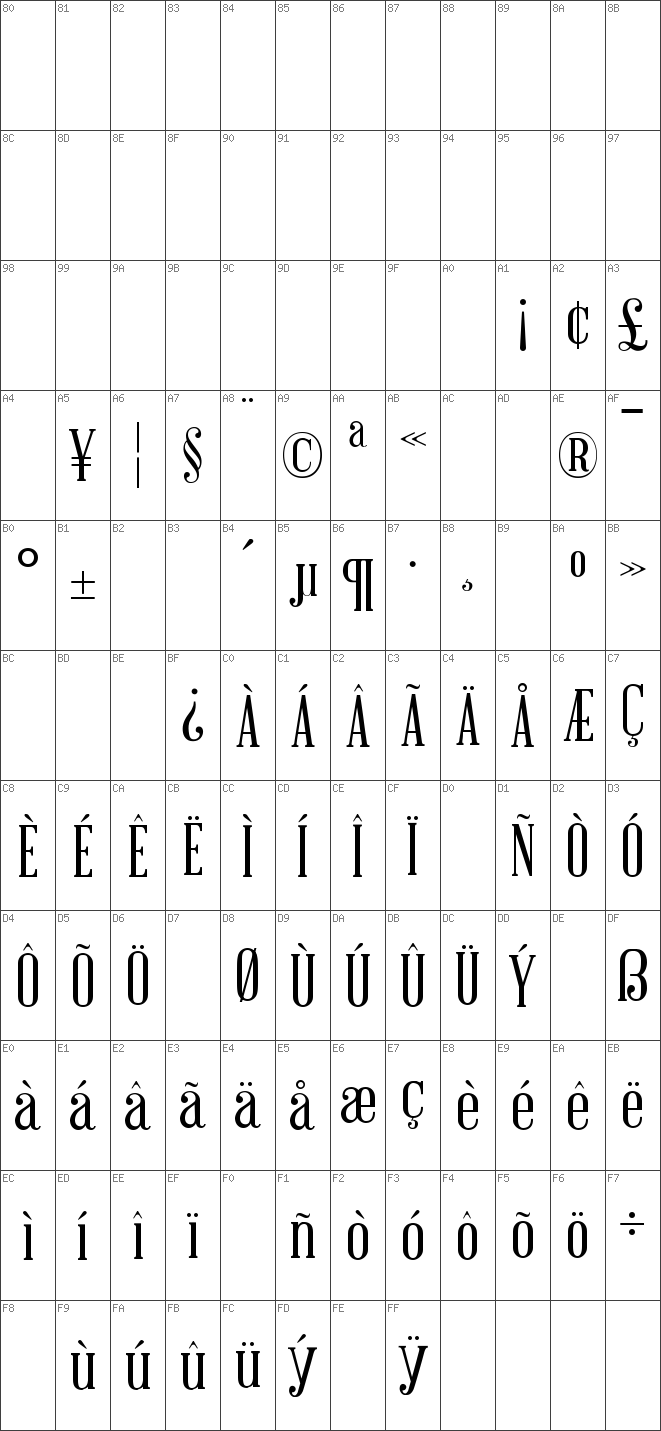 80 81 82 83 84 85 86 87 88 89 8A 8B
8C 8D 8E 8F 90 91 92 93 94 95 96 97
98 99 9A 9B 9C 9D 9E 9F A0 A1 A2 A3
¡ ¢ £
A4 A5 A6 A7 A8 A9 AA AB AC AD AE AF
¥ ¦ § ¨ © ª « ® ¯
B0 B1 B2 B3 B4 B5 B6 B7 B8 B9 BA BB
° ± ´ µ ¶ · ¸ º »
BC BD BE BF C0 C1 C2 C3 C4 C5 C6 C7
¿ À Á Â Ã Ä Å Æ Ç
C8 C9 CA CB CC CD CE CF D0 D1 D2 D3
È É Ê Ë Ì Í Î Ï Ñ Ò Ó
D4 D5 D6 D7 D8 D9 DA DB DC DD DE DF
Ô Õ Ö Ø Ù Ú Û Ü Ý ß
E0 E1 E2 E3 E4 E5 E6 E7 E8 E9 EA EB
à á â ã ä å æ ç è é ê ë
EC ED EE EF F0 F1 F2 F3 F4 F5 F6 F7
ì í î ï ñ ò ó ô õ ö ÷
F8 F9 FA FB FC FD FE FF
ù ú û ü ý ÿ